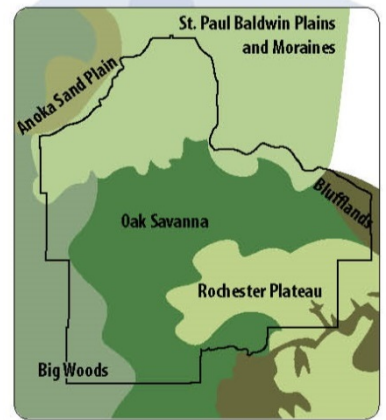 St. Paul Baldwin Plains
and Moraines
Anoka Sand Plain
Blufflands
Oak Savanna
Rochester Plateau
Big Woods